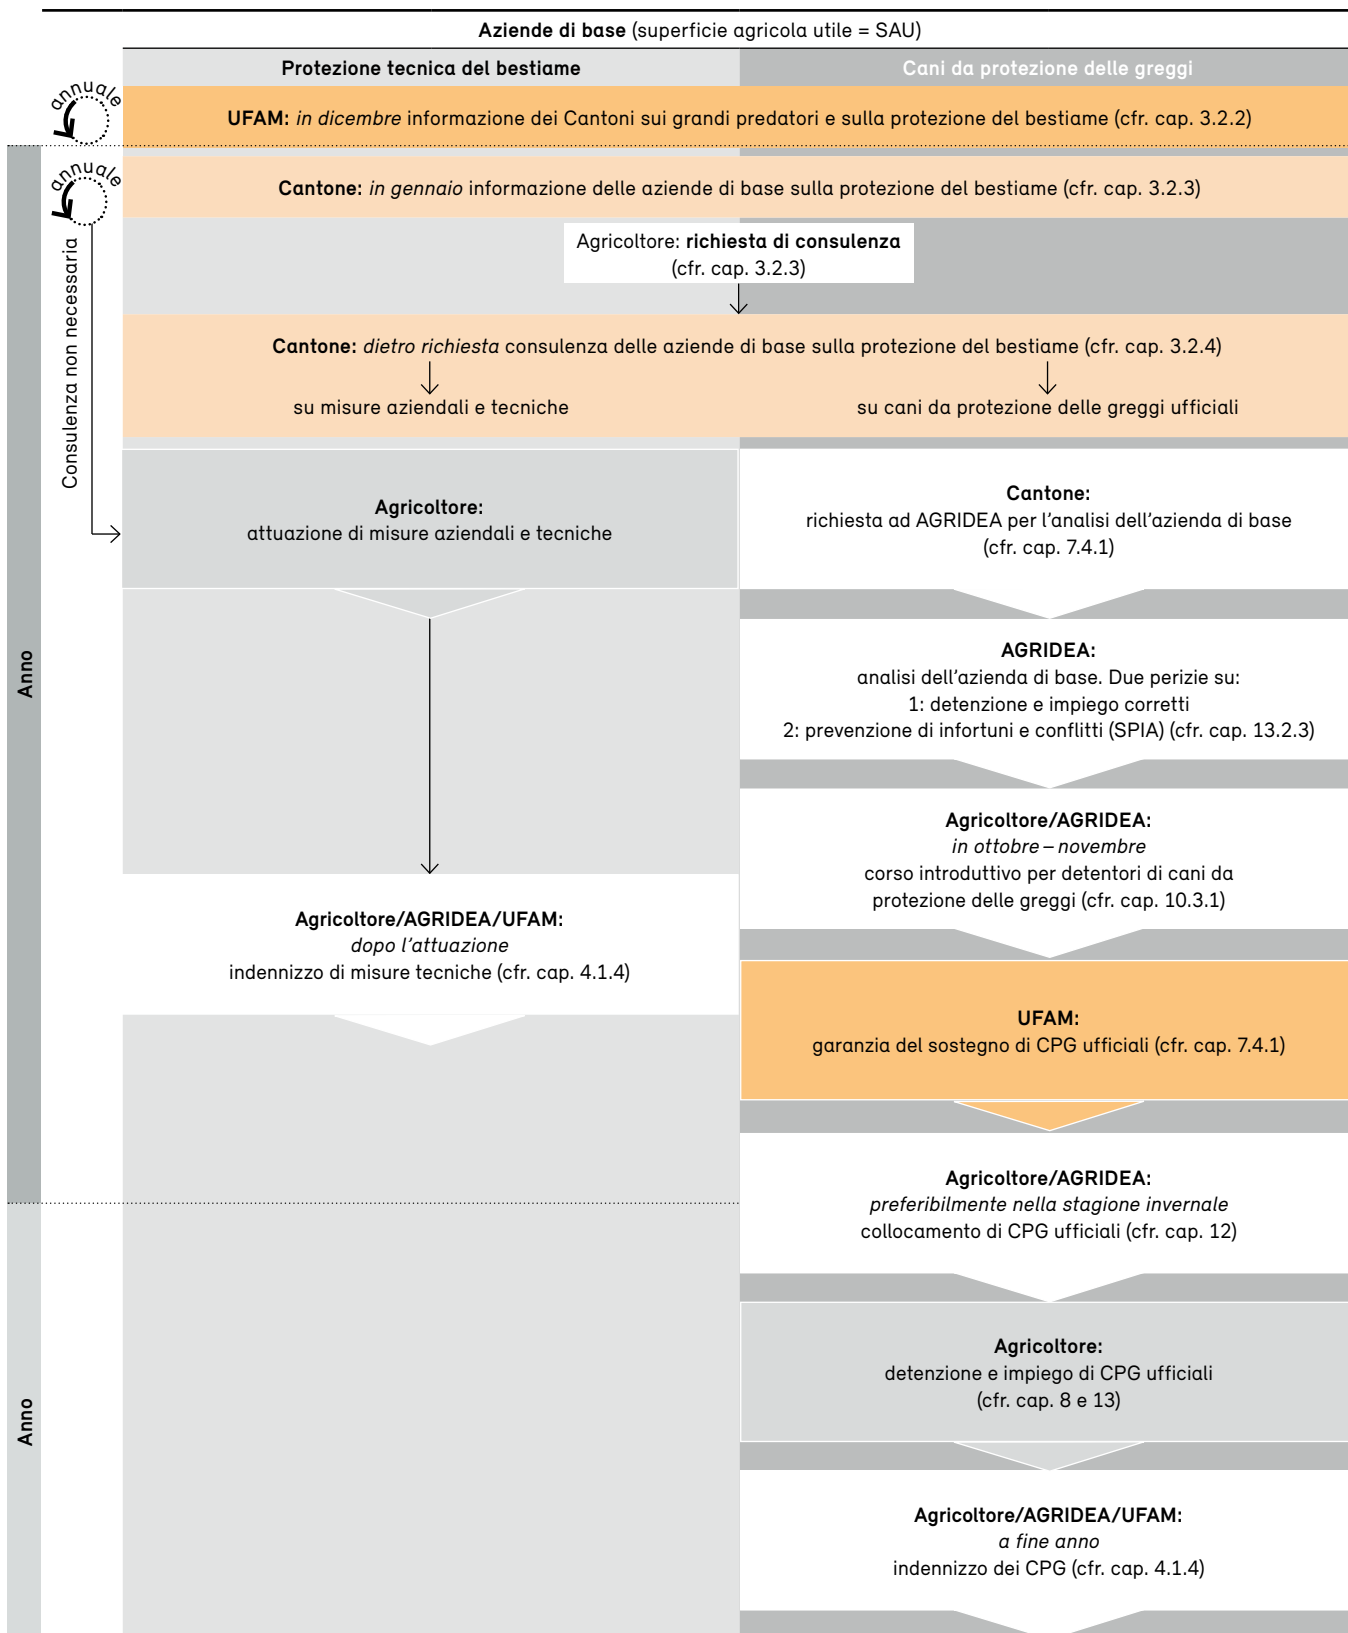 Aziende di base (superficie agricola utile = SAU)
Protezione tecnica del bestiame
Cani da protezione delle greggi
annuale
UFAM: in dicembre informazione dei Cantoni sui grandi predatori e sulla protezione del bestiame (cfr. cap. 3.2.2)
annuale
Cantone: in gennaio informazione delle aziende di base sulla protezione del bestiame (cfr. cap. 3.2.3)
Agricoltore: richiesta di consulenza
(cfr. cap. 3.2.3)
Consulenza non necessaria
Cantone: dietro richiesta consulenza delle aziende di base sulla protezione del bestiame (cfr. cap. 3.2.4)
su misure aziendali e tecniche
su cani da protezione delle greggi ufficiali
Agricoltore:
attuazione di misure aziendali e tecniche
Cantone:
richiesta ad AGRIDEA per l'analisi dell'azienda di base
(cfr. cap. 7.4.1)
Anno
AGRIDEA:
analisi dell'azienda di base. Due perizie su:
1: detenzione e impiego corretti
2: prevenzione di infortuni e conflitti (SPIA) (cfr. cap. 13.2.3)
Agricoltore/AGRIDEA:
in ottobre – novembre
corso introduttivo per detentori di cani da
protezione delle greggi (cfr. cap. 10.3.1)
Agricoltore/AGRIDEA/UFAM:
dopo l'attuazione
indennizzo di misure tecniche (cfr. cap. 4.1.4)
UFAM:
garanzia del sostegno di CPG ufficiali (cfr. cap. 7.4.1)
Agricoltore/AGRIDEA:
preferibilmente nella stagione invernale
collocamento di CPG ufficiali (cfr. cap. 12)
Anno
Agricoltore:
detenzione e impiego di CPG ufficiali
(cfr. cap. 8 e 13)
Agricoltore/AGRIDEA/UFAM:
a fine anno
indennizzo dei CPG (cfr. cap. 4.1.4)